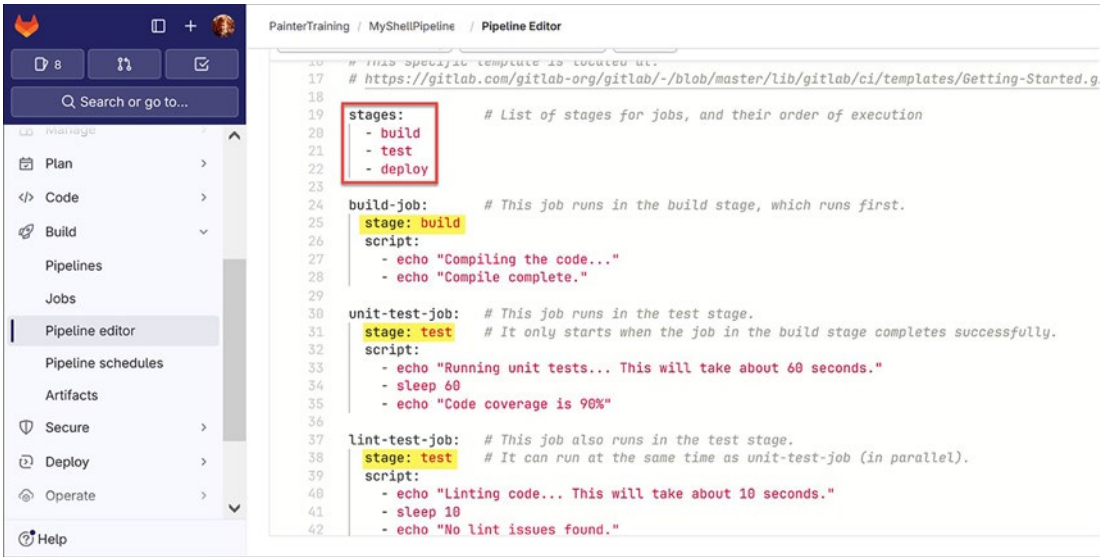 PainterTraining / MyShellPipeline / Pipeline Editor
8
Search or go to...
Manage
Plan
Code
Build
Pipelines
Jobs
Pipeline editor
Pipeline schedules
Artifacts
Secure
Deploy
Operate
Help
16 # This specific template is located at:
17 # https://gitlab.com/gitlab-org/gitlab/-/blob/master/lib/gitlab/ci/templates/Getting-Started.g
18
19 stages: # List of stages for jobs, and their order of execution
20 - build
21 - test
22 - deploy
23
24 build-job: # This job runs in the build stage, which runs first.
25 stage: build
26 script:
27 - echo "Compiling the code..."
28 - echo "Compile complete."
29
30 unit-test-job: # This job runs in the test stage.
31 stage: test # It only starts when the job in the build stage completes successfully.
32 script:
33 - echo "Running unit tests... This will take about 60 seconds."
34 - sleep 60
35 - echo "Code coverage is 90%"
36
37 lint-test-job: # This job also runs in the test stage.
38 stage: test # It can run at the same time as unit-test-job (in parallel).
39 script:
40 - echo "Linting code... This will take about 10 seconds."
41 - sleep 10
42 - echo "No lint issues found."